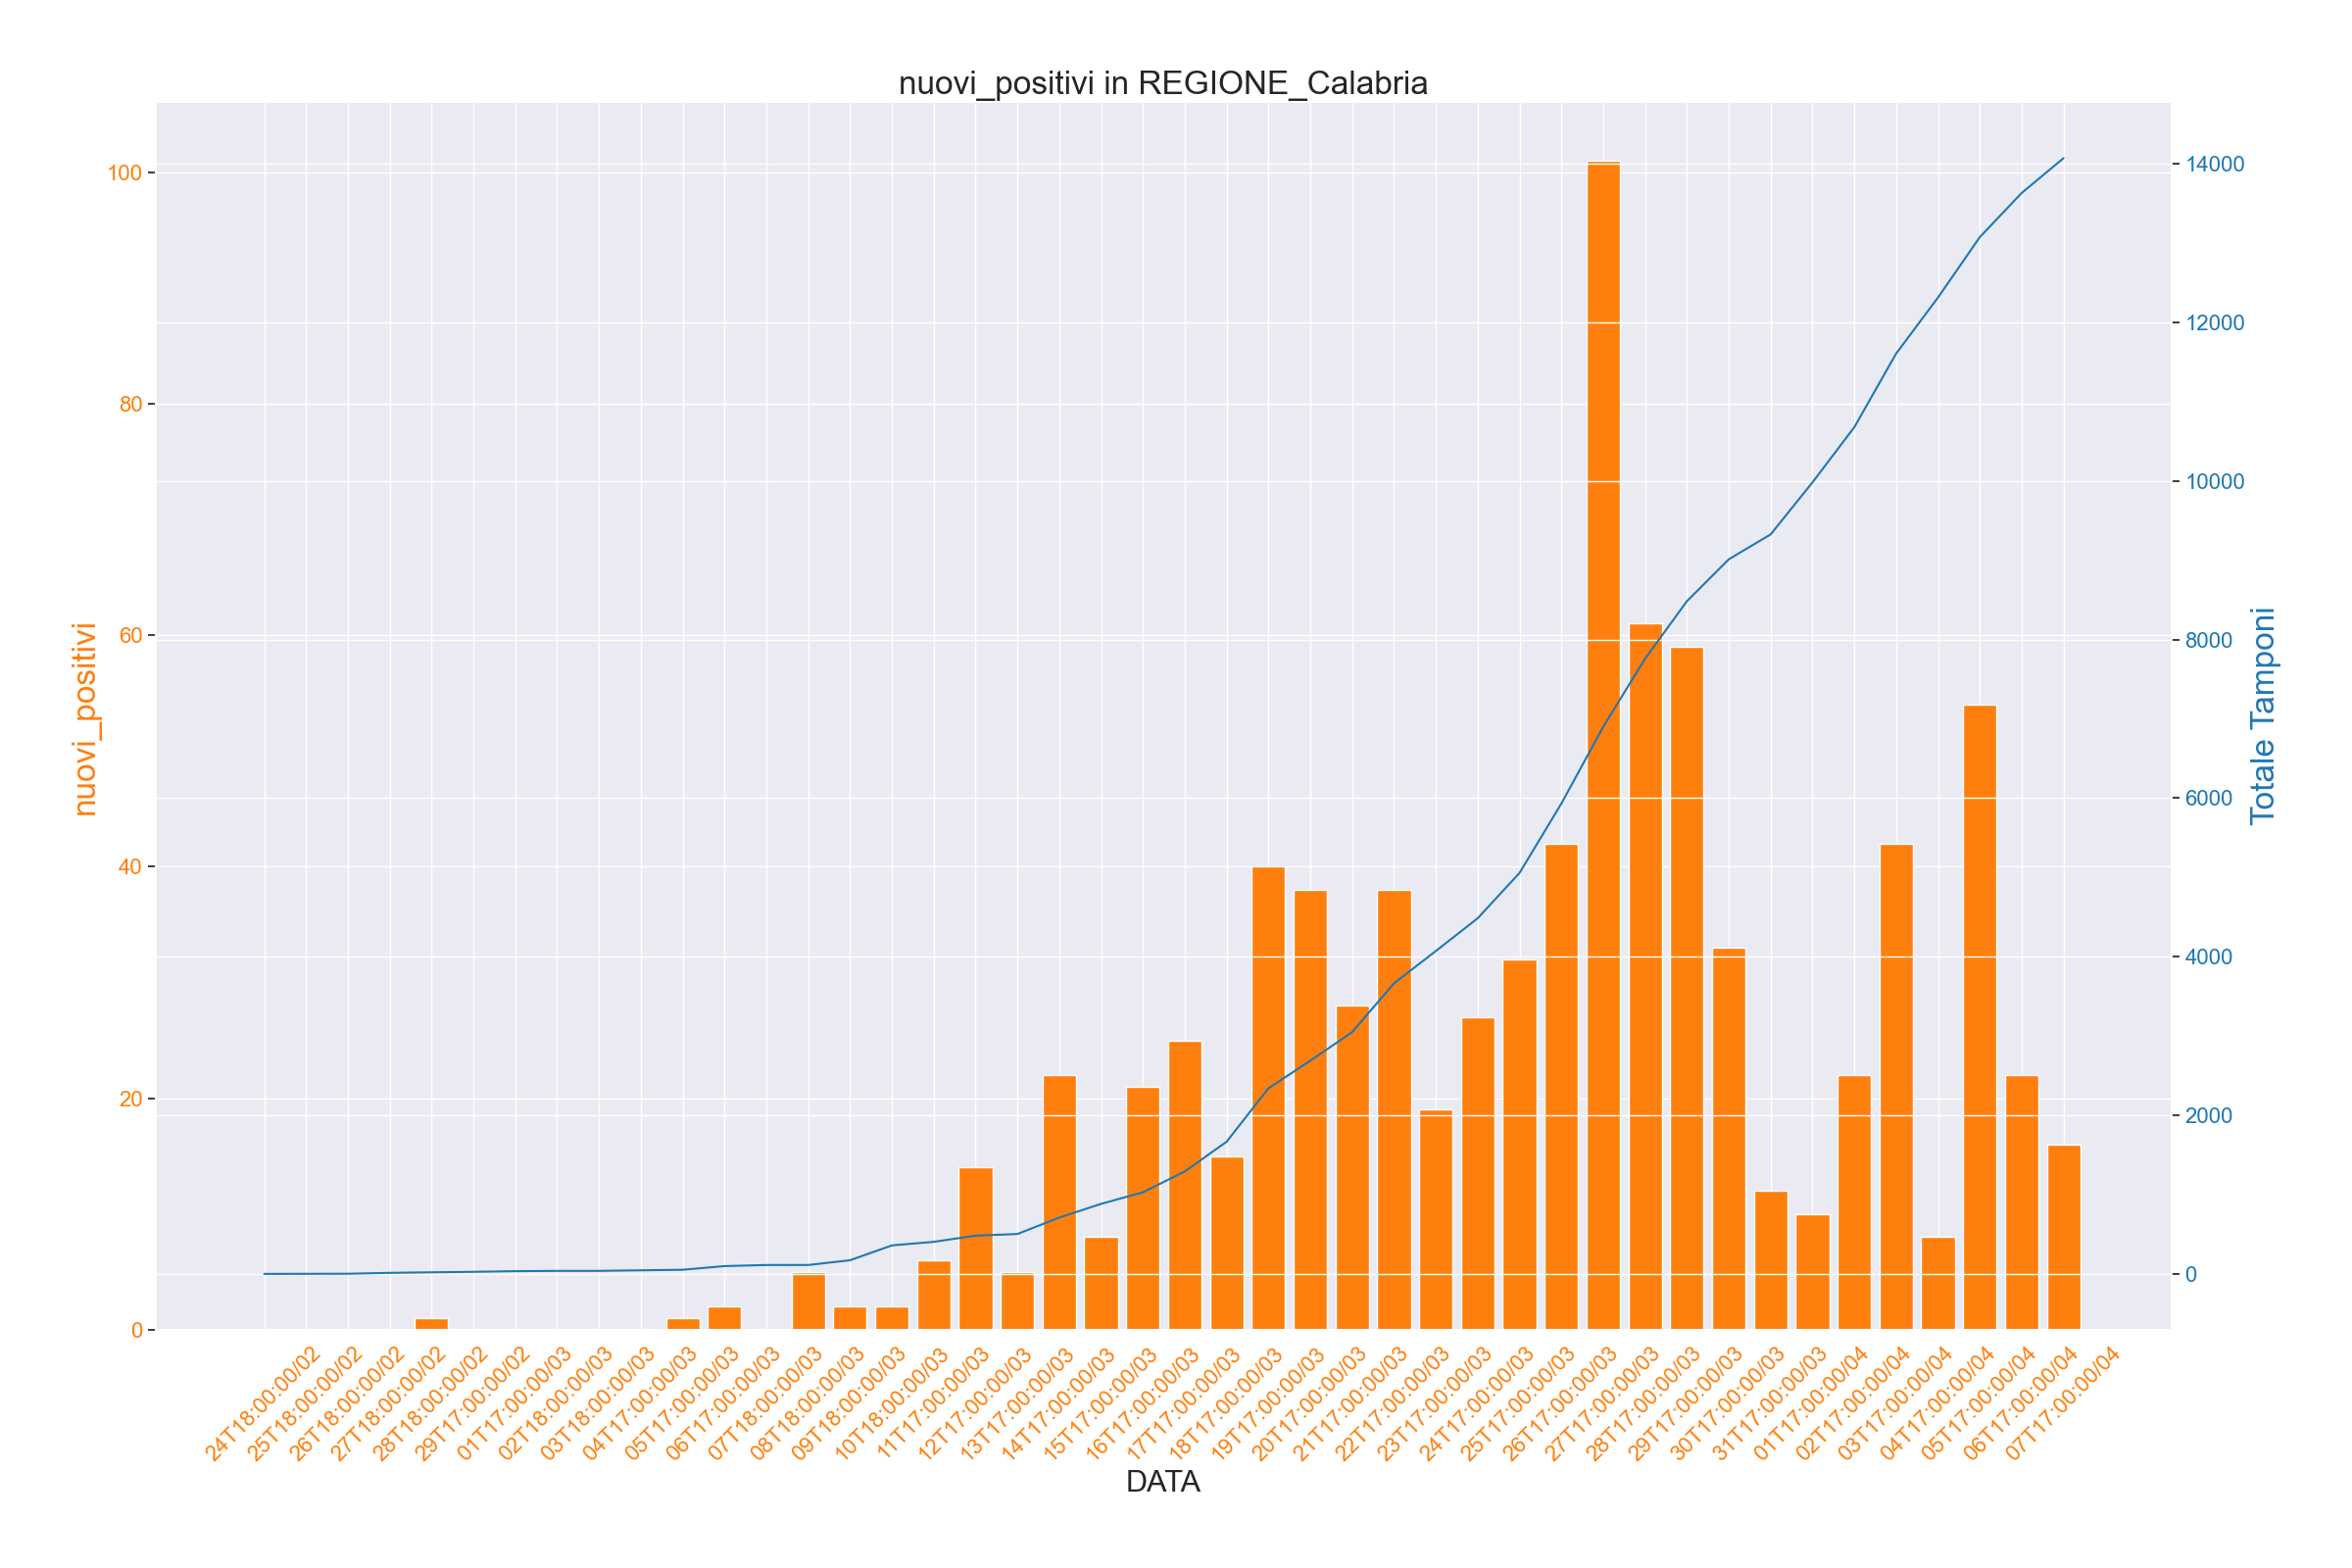 nuovi_positivi in REGIONE_Calabria
100
80
60
40
20
0
nuovi_positivi
14000
12000
10000
8000
6000
4000
2000
0
Totale Tamponi
24T18:00:00/02
25T18:00:00/02
26T18:00:00/02
27T18:00:00/02
28T18:00:00/02
29T17:00:00/02
01T17:00:00/03
02T18:00:00/03
03T18:00:00/03
04T17:00:00/03
05T17:00:00/03
06T17:00:00/03
07T18:00:00/03
08T18:00:00/03
09T18:00:00/03
10T18:00:00/03
11T17:00:00/03
12T17:00:00/03
13T17:00:00/03
14T17:00:00/03
15T17:00:00/03
16T17:00:00/03
17T17:00:00/03
18T17:00:00/03
19T17:00:00/03
20T17:00:00/03
21T17:00:00/03
22T17:00:00/03
23T17:00:00/03
24T17:00:00/03
25T17:00:00/03
26T17:00:00/03
27T17:00:00/03
28T17:00:00/03
29T17:00:00/03
30T17:00:00/03
31T17:00:00/03
01T17:00:00/04
02T17:00:00/04
03T17:00:00/04
04T17:00:00/04
05T17:00:00/04
06T17:00:00/04
07T17:00:00/04
DATA